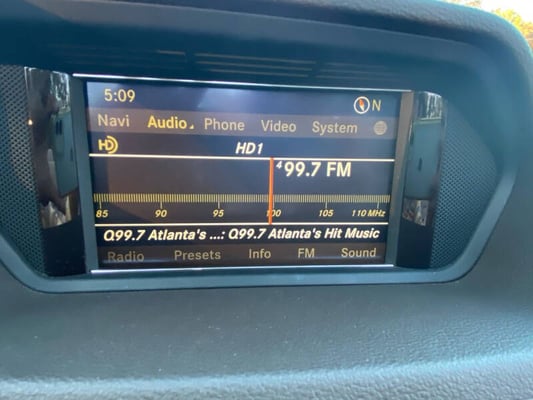 5:09 N
Navi Audio Phone Video System
HD HD1
4 99.7 FM
85 90 95 100 105 110 MHz
Q99.7 Atlanta's ...: Q99.7 Atlanta's Hit Music
Radio Presets Info FM Sound